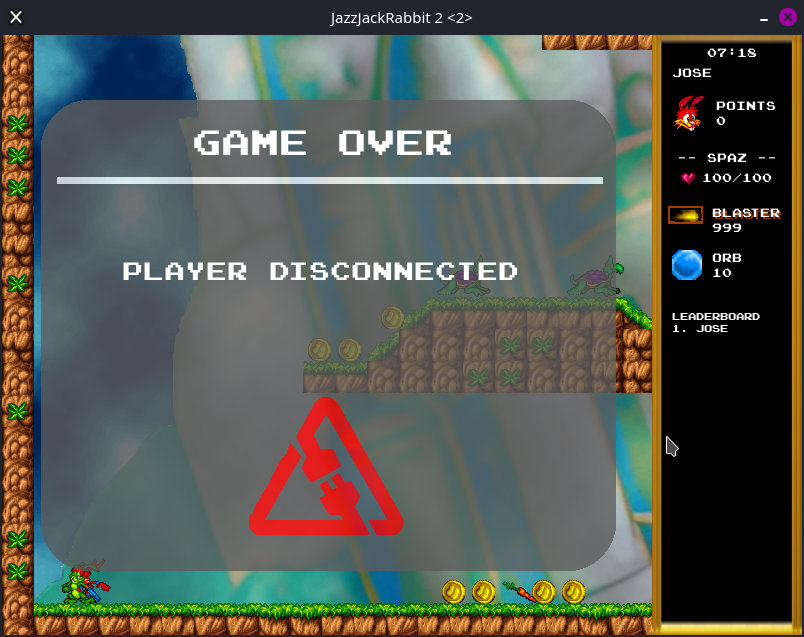 JazzJackRabbit 2 <2>
07:18
JOSE
POINTS
0
-- SPAZ --
100/100
BLASTER
999
ORB
10
LEADERBOARD
1. JOSE
GAME OVER
PLAYER DISCONNECTED